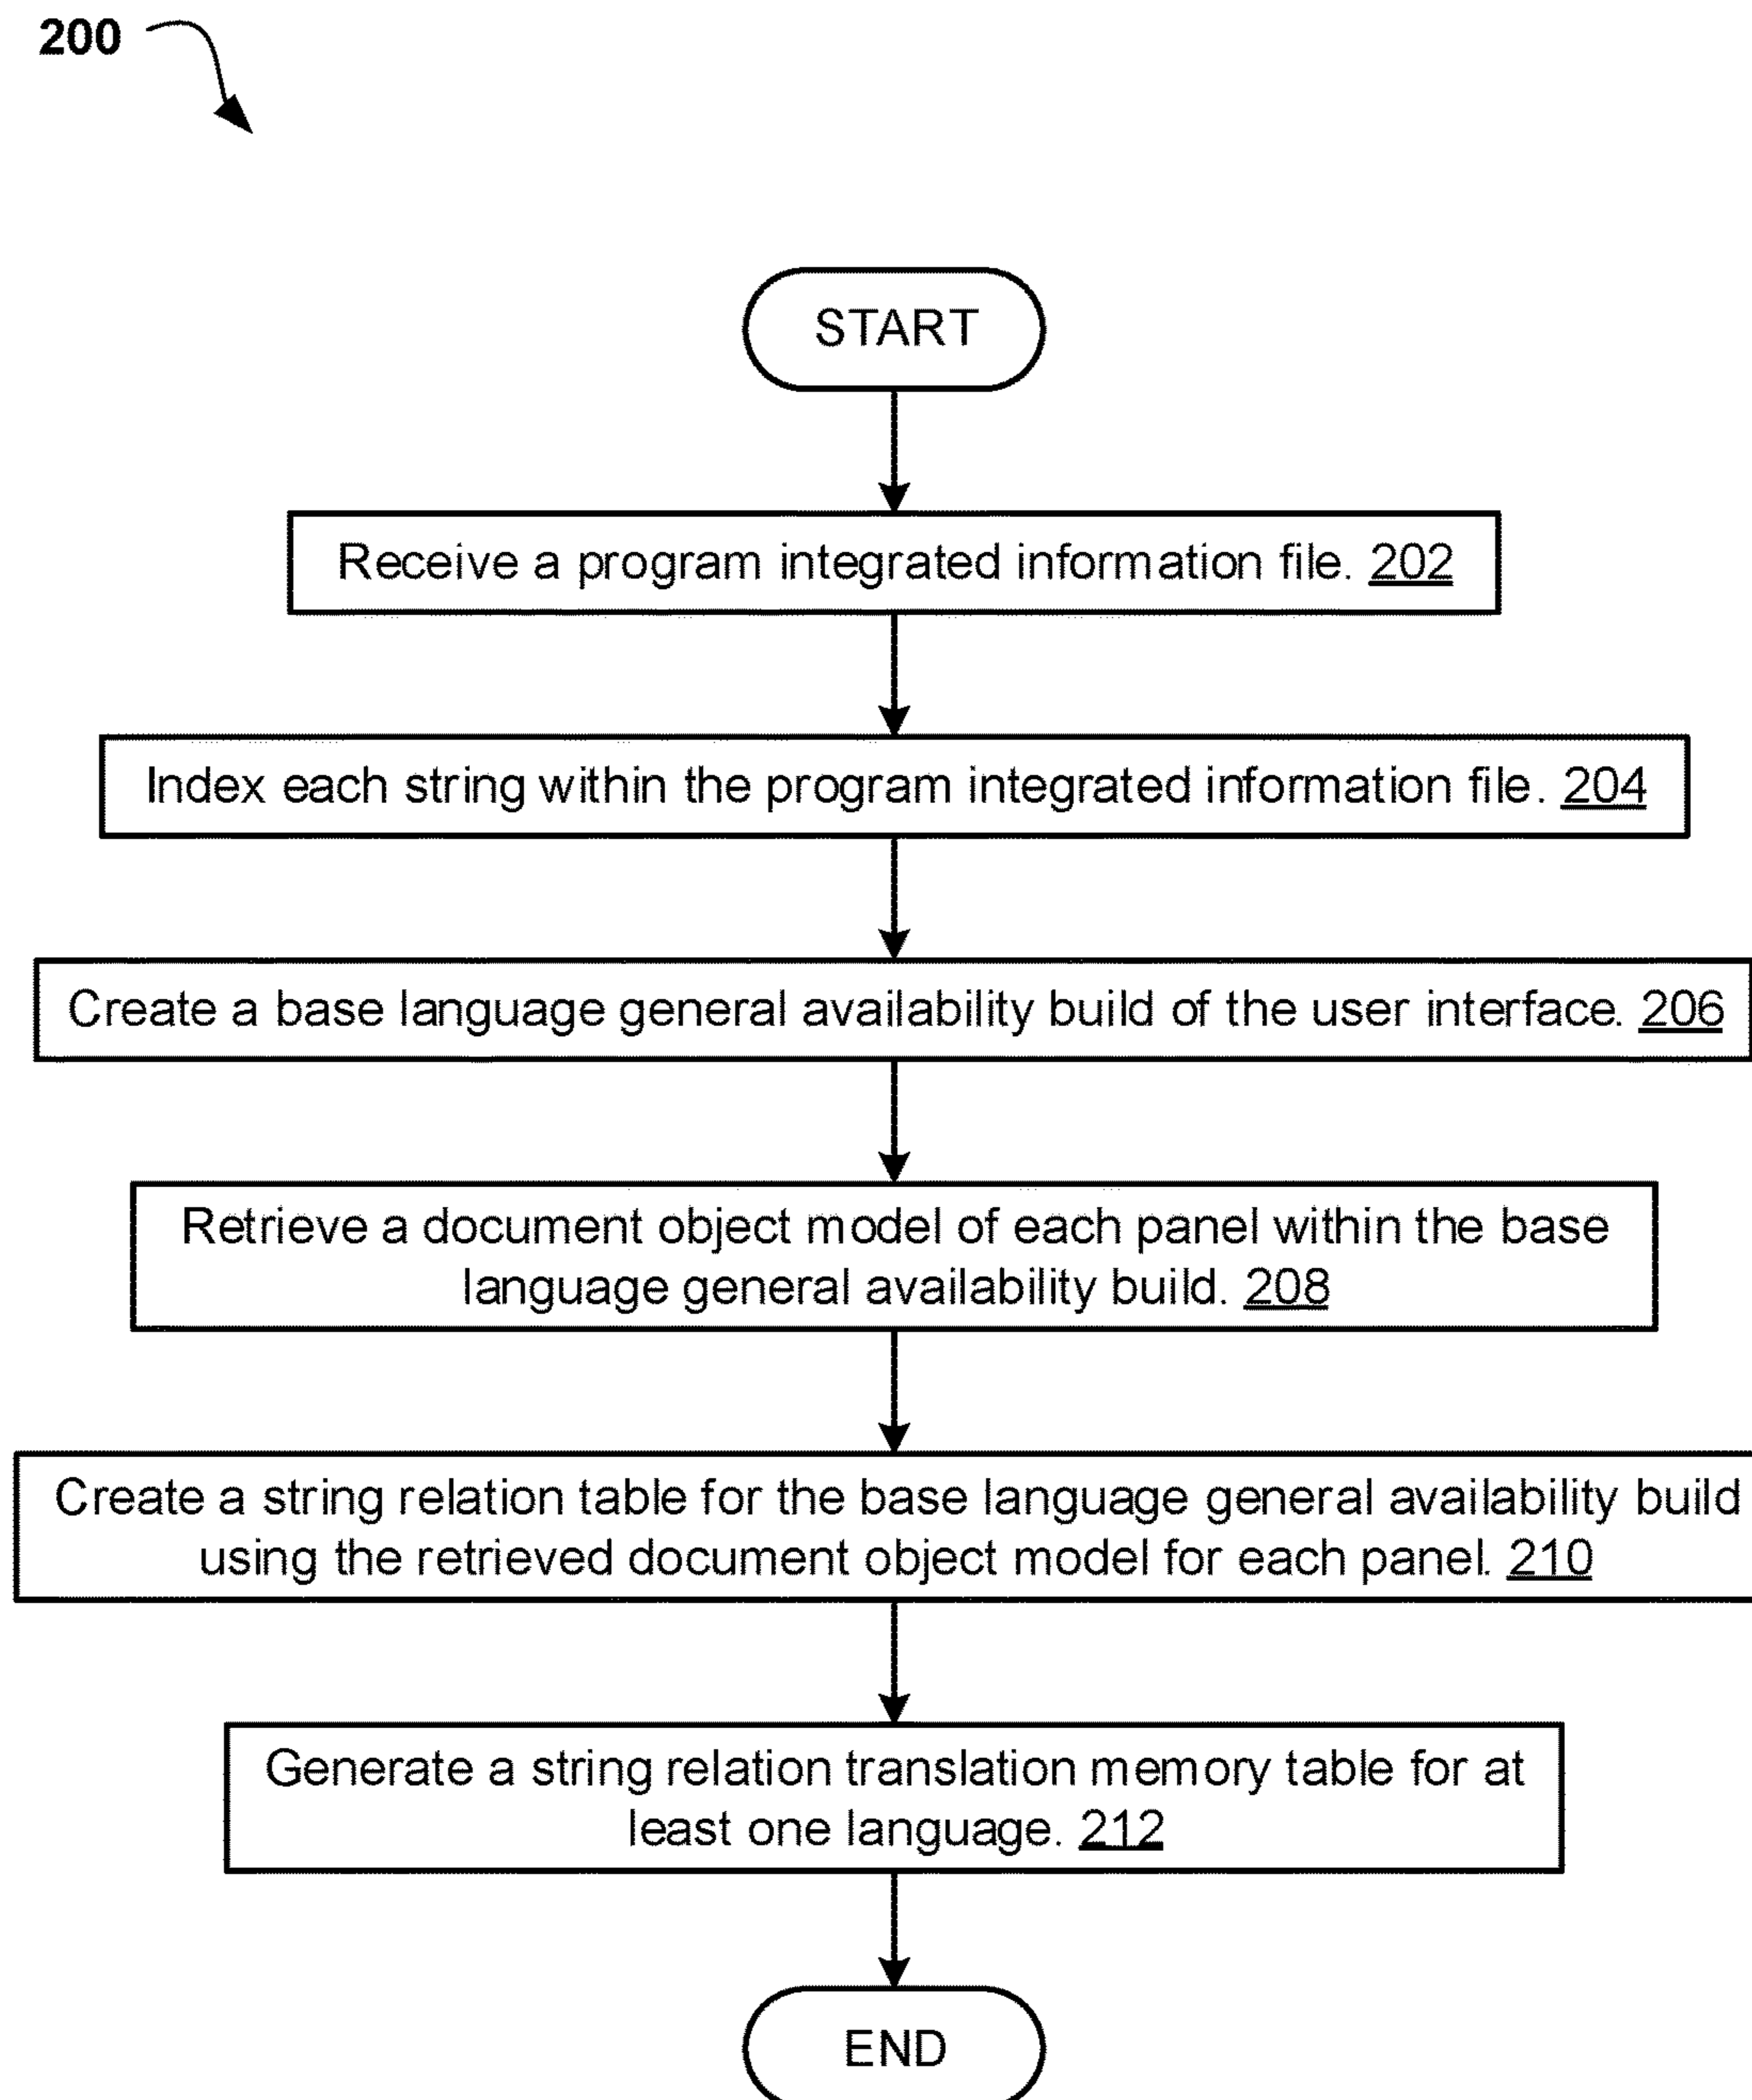 200
START
Receive a program integrated information file. 202
Index each string within the program integrated information file. 204
Create a base language general availability build of the user interface. 206
Retrieve a document object model of each panel within the base
language general availability build. 208
Create a string relation table for the base language general availability build
using the retrieved document object model for each panel. 210
Generate a string relation translation memory table for at
least one language. 212
END